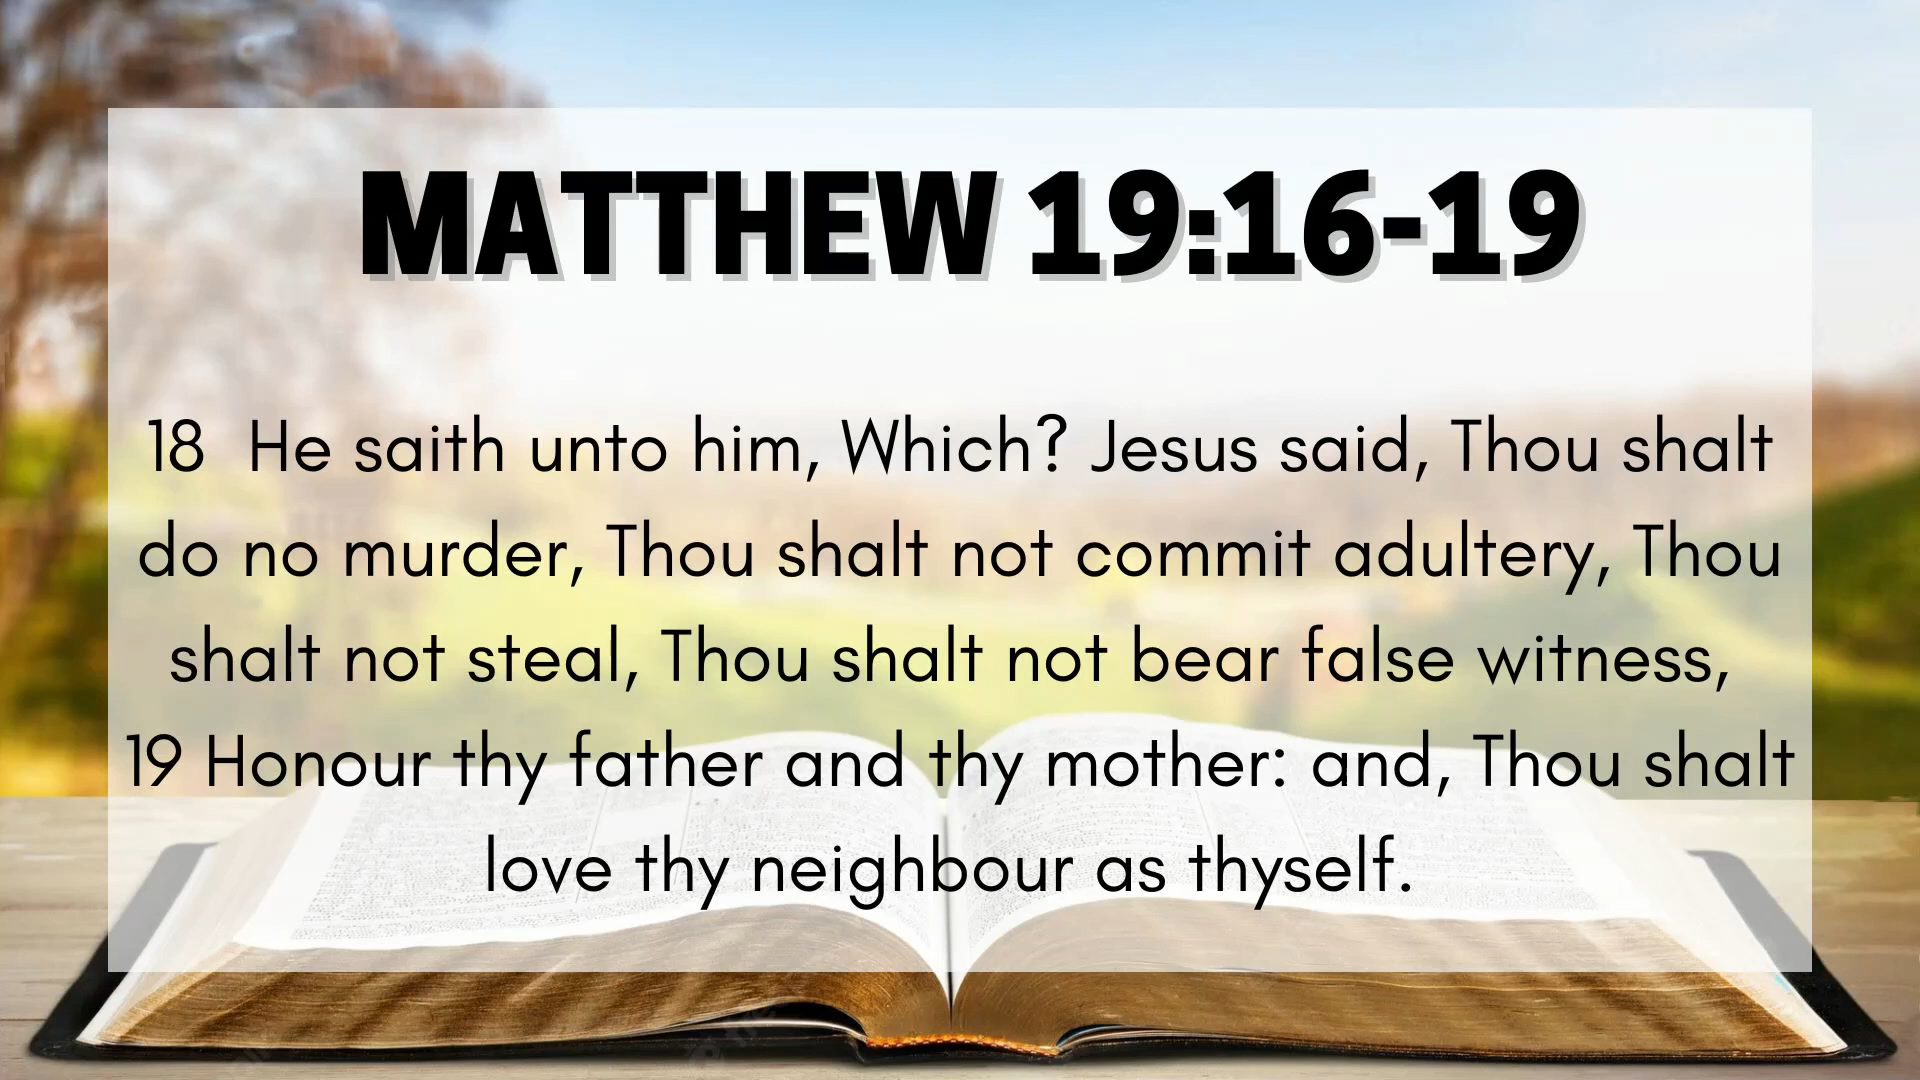 MATTHEW 19:16-19
18 He saith unto him, Which? Jesus said, Thou shalt
do no murder, Thou shalt not commit adultery, Thou
shalt not steal, Thou shalt not bear false witness,
19 Honour thy father and thy mother: and, Thou shalt
love thy neighbour as thyself.